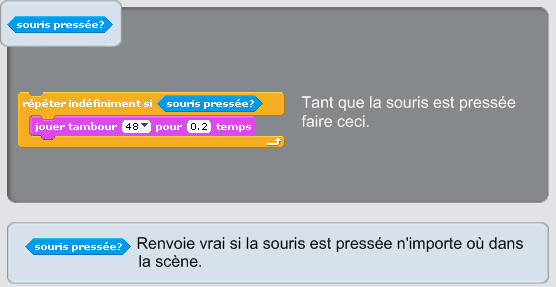 souris pressée?
répéter indéfiniment si souris pressée?
jouer tambour 48 pour 0.2 temps
Tant que la souris est pressée
faire ceci.
souris pressée? Renvoie vrai si la souris est pressée n'importe où dans
la scène.